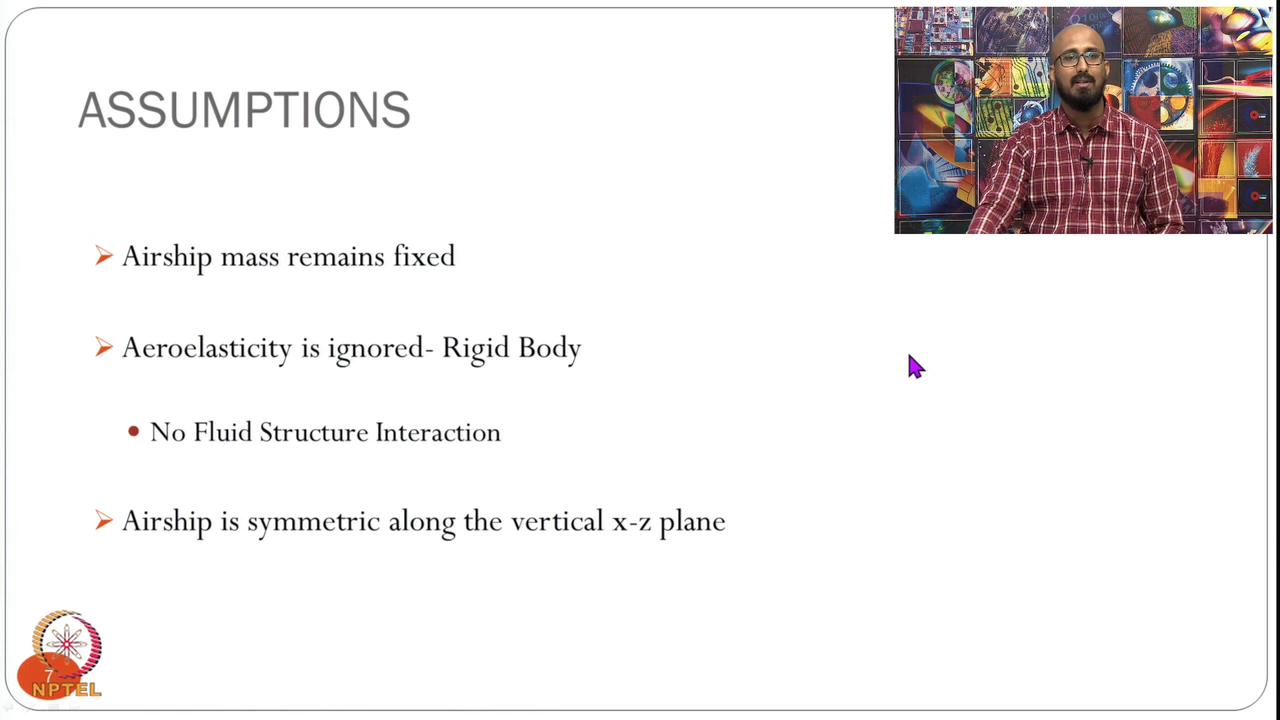 ASSUMPTIONS
Airship mass remains fixed
Aeroelasticity is ignored- Rigid Body
No Fluid Structure Interaction
Airship is symmetric along the vertical x-z plane
7
NPTEL